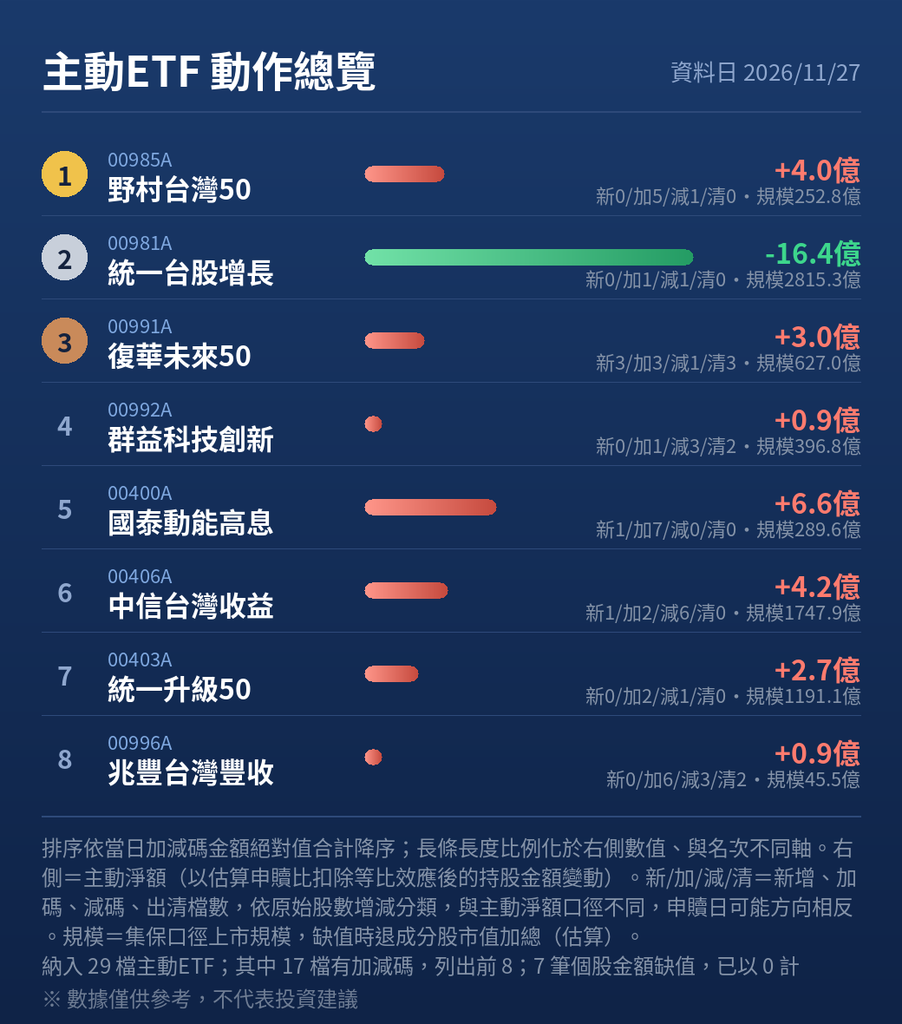 主動ETF 動作總覽
資料日 2026/11/27
1
00985A
野村台灣50
+4.0億
新0/加5/減1/清0・規模252.8億
2
00981A
統一台股增長
-16.4億
新0/加1/減1/清0・規模2815.3億
3
00991A
復華未來50
+3.0億
新3/加3/減1/清3・規模627.0億
4
00992A
群益科技創新
+0.9億
新0/加1/減3/清2・規模396.8億
5
00400A
國泰動能高息
+6.6億
新1/加7/減0/清0・規模289.6億
6
00406A
中信台灣收益
+4.2億
新1/加2/減6/清0・規模1747.9億
7
00403A
統一升級50
+2.7億
新0/加2/減1/清0・規模1191.1億
8
00996A
兆豐台灣豐收
+0.9億
新0/加6/減3/清2・規模45.5億
排序依當日加減碼金額絕對值合計降序；長條長度比例化於右側數值、與名次不同軸。右
側＝主動淨額（以估算申贖比扣除等比效應後的持股金額變動）。新/加/減/清＝新增、加
碼、減碼、出清檔數，依原始股數增減分類，與主動淨額口徑不同，申贖日可能方向相反
。規模＝集保口徑上市規模，缺值時退成分股市值加總（估算）。
納入 29 檔主動ETF；其中 17 檔有加減碼，列出前 8；7 筆個股金額缺值，已以 0 計
※ 數據僅供參考，不代表投資建議